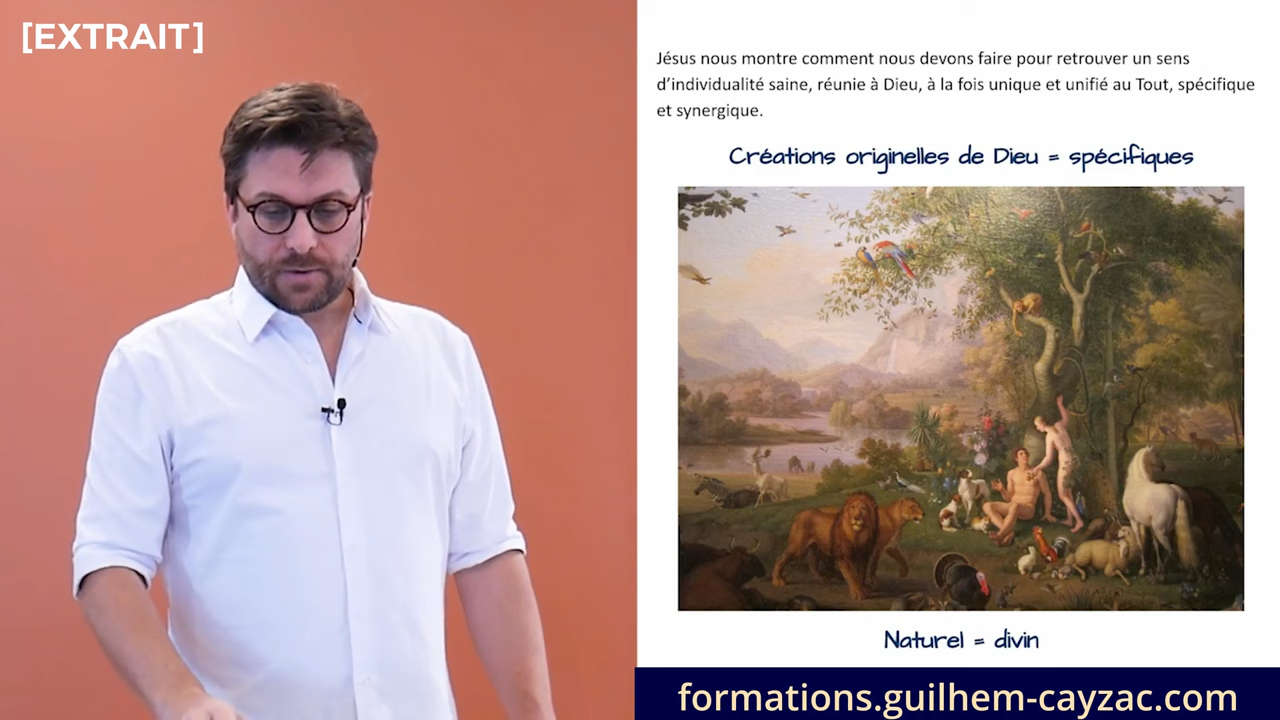 [EXTRAIT]
Jésus nous montre comment nous devons faire pour retrouver un sens
d’individualité saine, réunie à Dieu, à la fois unique et unifié au Tout, spécifique
et synergique.
Créations originelles de Dieu = spécifiques
Naturel = divin
formations.guilhem-cayzac.com